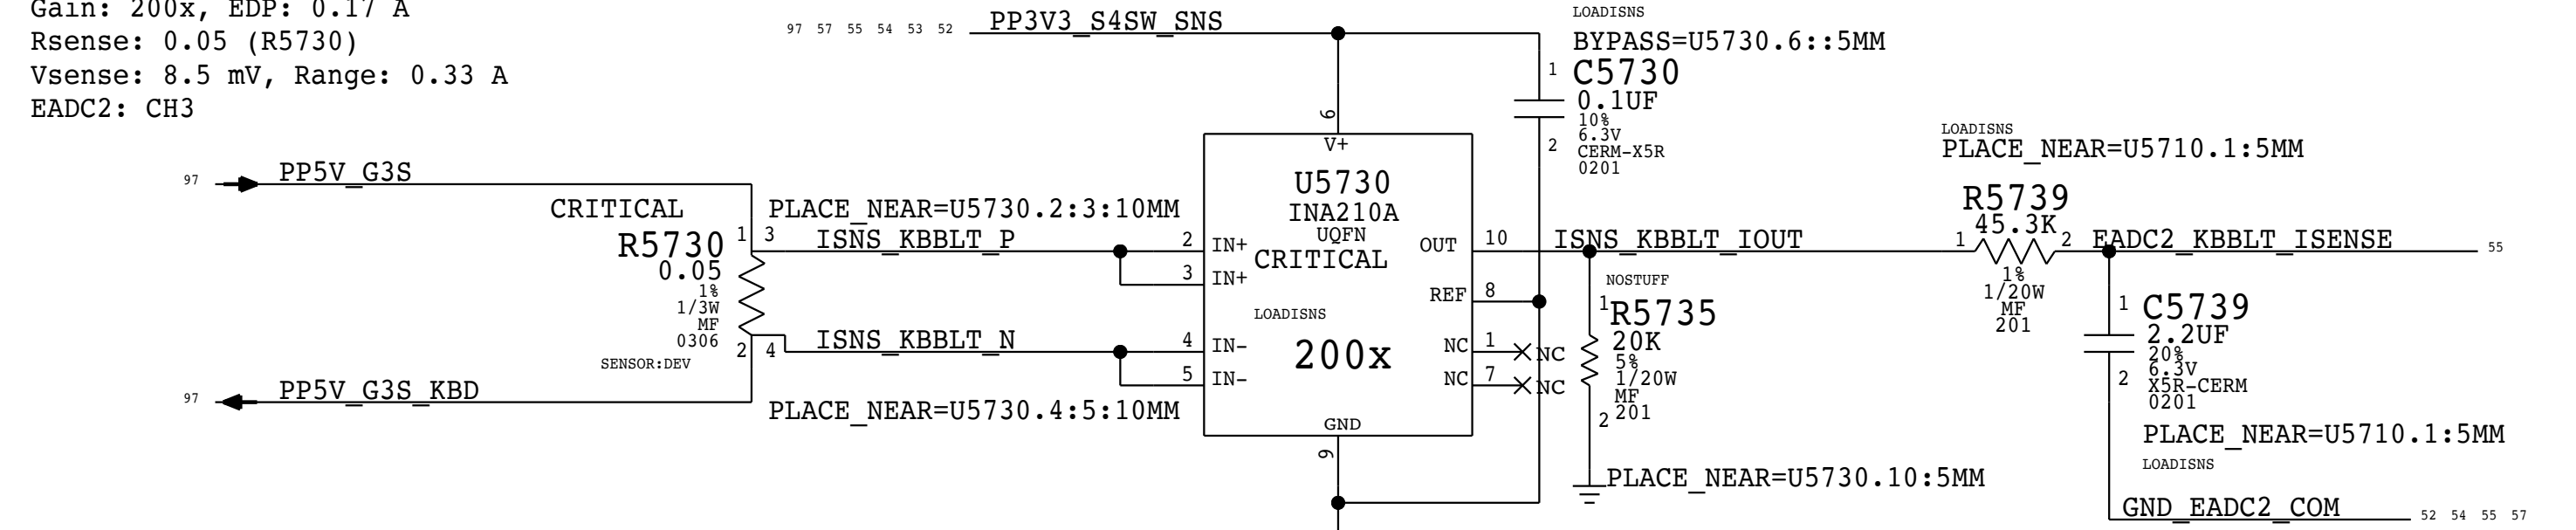 Gain: 200x, EDP: 0.17 A
Rsense: 0.05 (R5730)
Vsense: 8.5 mV, Range: 0.33 A
EADC2: CH3
97 57 55 54 53 52
PP3V3_S4SW_SNS
LOADISNS
BYPASS=U5730.6::5MM
1
C5730
0.1UF
10%
6.3V
CERM-X5R
0201
2
97
PP5V_G3S
CRITICAL
R5730
0.05
1%
1/3W
MF
0306
SENSOR:DEV
1 3
2 4
97
PP5V_G3S_KBD
PLACE_NEAR=U5730.2:3:10MM
ISNS_KBBLT_P
ISNS_KBBLT_N
PLACE_NEAR=U5730.4:5:10MM
6
V+
U5730
INA210A
UQFN
CRITICAL
LOADISNS
200x
2 IN+
3 IN+
4 IN-
5 IN-
OUT 10
REF 8
NC 1 NC
NC 7 NC
GND
9
ISNS_KBBLT_IOUT
NOSTUFF
1
R5735
20K
5%
1/20W
MF
201
2
PLACE_NEAR=U5730.10:5MM
LOADISNS
PLACE_NEAR=U5710.1:5MM
R5739
45.3K
1 2
1%
1/20W
MF
201
EADC2_KBBLT_ISENSE
55
1
C5739
2.2UF
20%
6.3V
X5R-CERM
0201
2
PLACE_NEAR=U5710.1:5MM
LOADISNS
GND_EADC2_COM
52 54 55 57